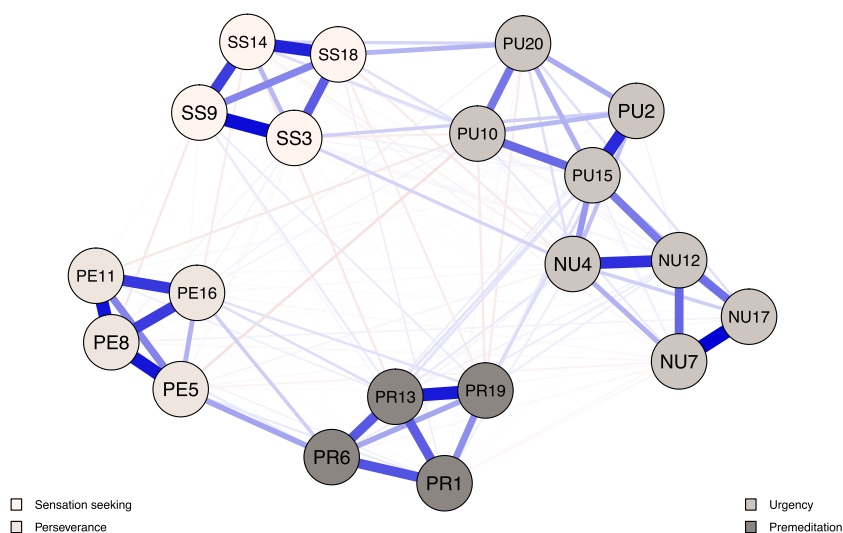 SS14
SS18
PU20
SS9
SS3
PU2
PU10
PU15
NU4
NU12
PE11
PE16
NU17
PE8
NU7
PE5
PR13
PR19
PR6
PR1
Sensation seeking
Perseverance
Urgency
Premeditation